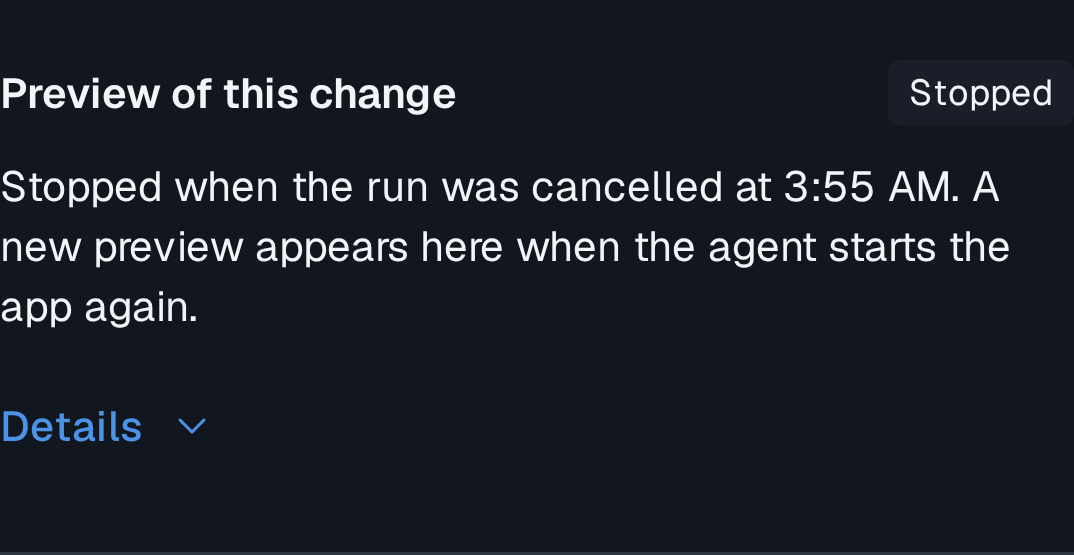 Preview of this change
Stopped
Stopped when the run was cancelled at 3:55 AM. A
new preview appears here when the agent starts the
app again.
Details